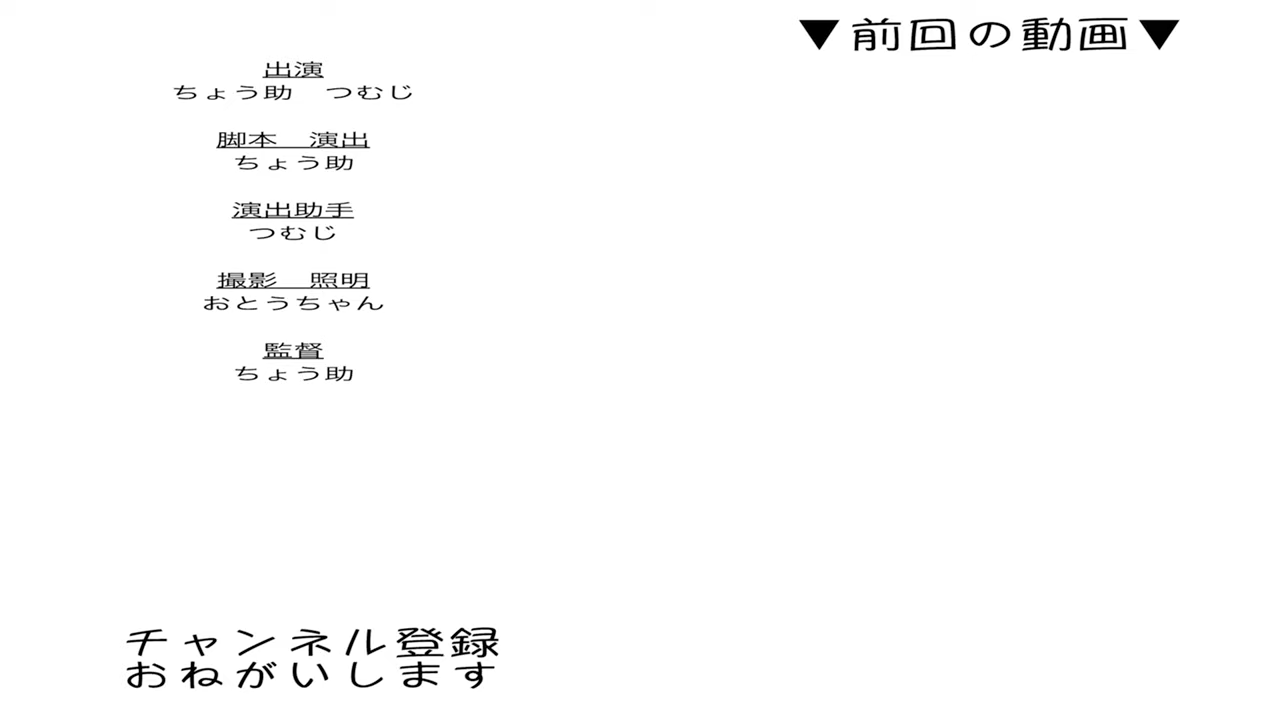 ▼前回の動画▼
出演
ちょう助　つむじ
脚本　演出
ちょう助
演出助手
つむじ
撮影　照明
おとうちゃん
監督
ちょう助
チャンネル登録
おねがいします